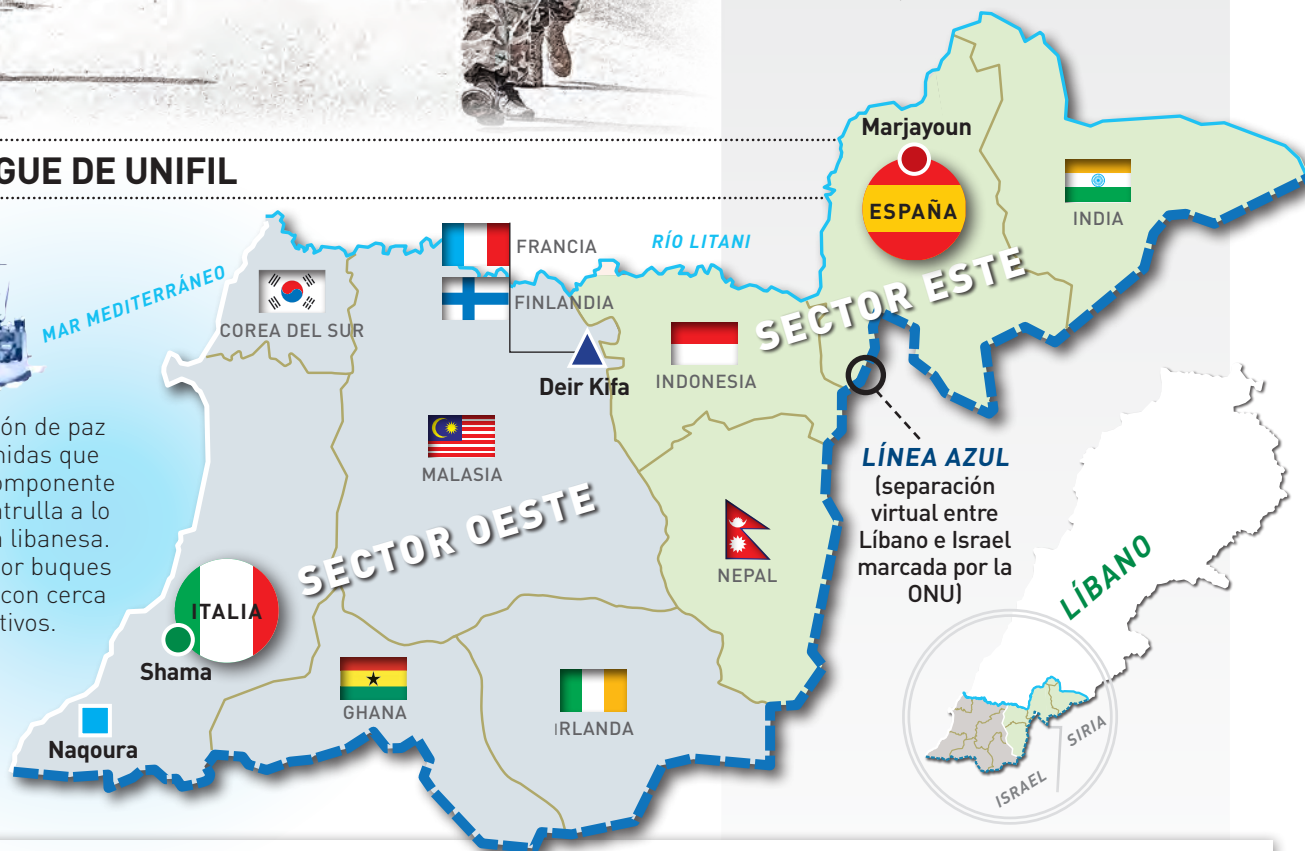 Marjayoun
GUE DE UNIFIL
ESPAÑA
INDIA
FRANCIA
RÍO LITANI
MAR MEDITERRÁNEO
SECTOR ESTE
FINLANDIA
COREA DEL SUR
INDONESIA
Deir Kifa
ón de paz
nidas que
omponente
atrulla a lo
libanesa.
or buques
con cerca
tivos.
MALASIA
LÍNEA AZUL
(separación
virtual entre
Líbano e Israel
marcada por la
ONU)
SECTOR OESTE
NEPAL
LÍBANO
ITALIA
Shama
GHANA
IRLANDA
Naqoura
SIRIA
ISRAEL